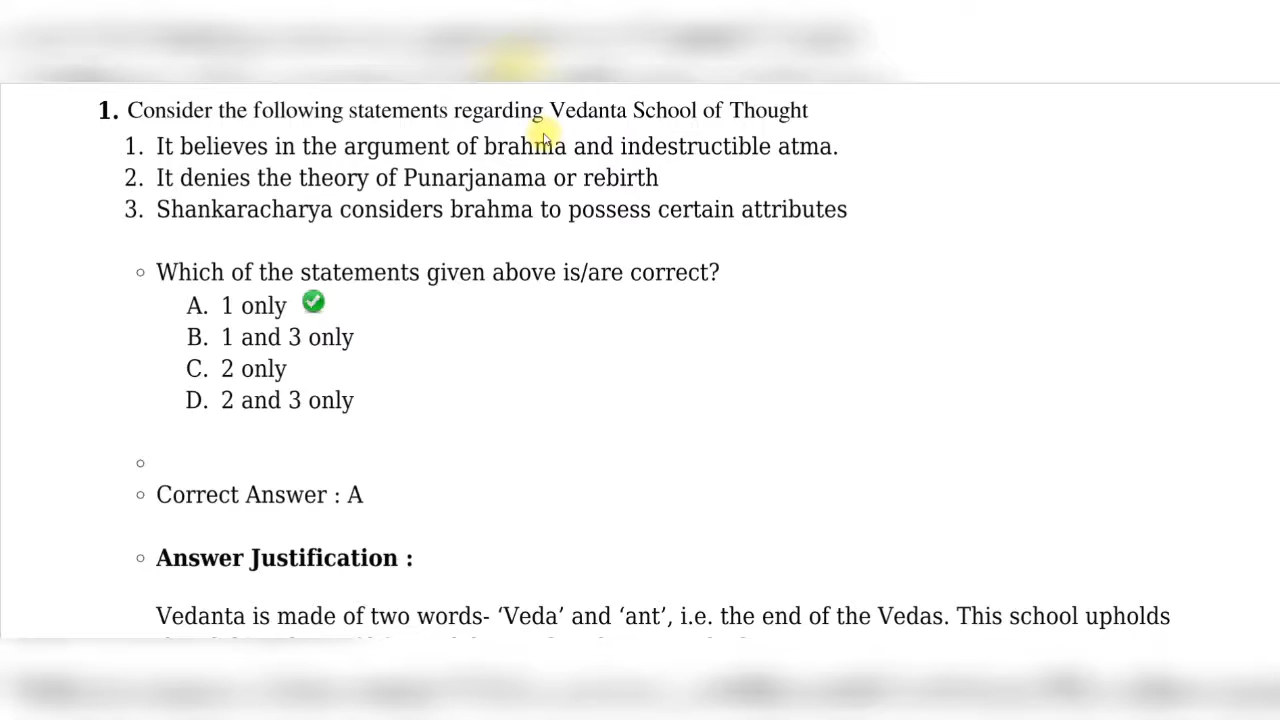 1. Consider the following statements regarding Vedanta School of Thought
1. It believes in the argument of brahma and indestructible atma.
2. It denies the theory of Punarjanama or rebirth
3. Shankaracharya considers brahma to possess certain attributes
Which of the statements given above is/are correct?
A. 1 only
B. 1 and 3 only
C. 2 only
D. 2 and 3 only
Correct Answer : A
Answer Justification :
Vedanta is made of two words- ‘Veda’ and ‘ant’, i.e. the end of the Vedas. This school upholds